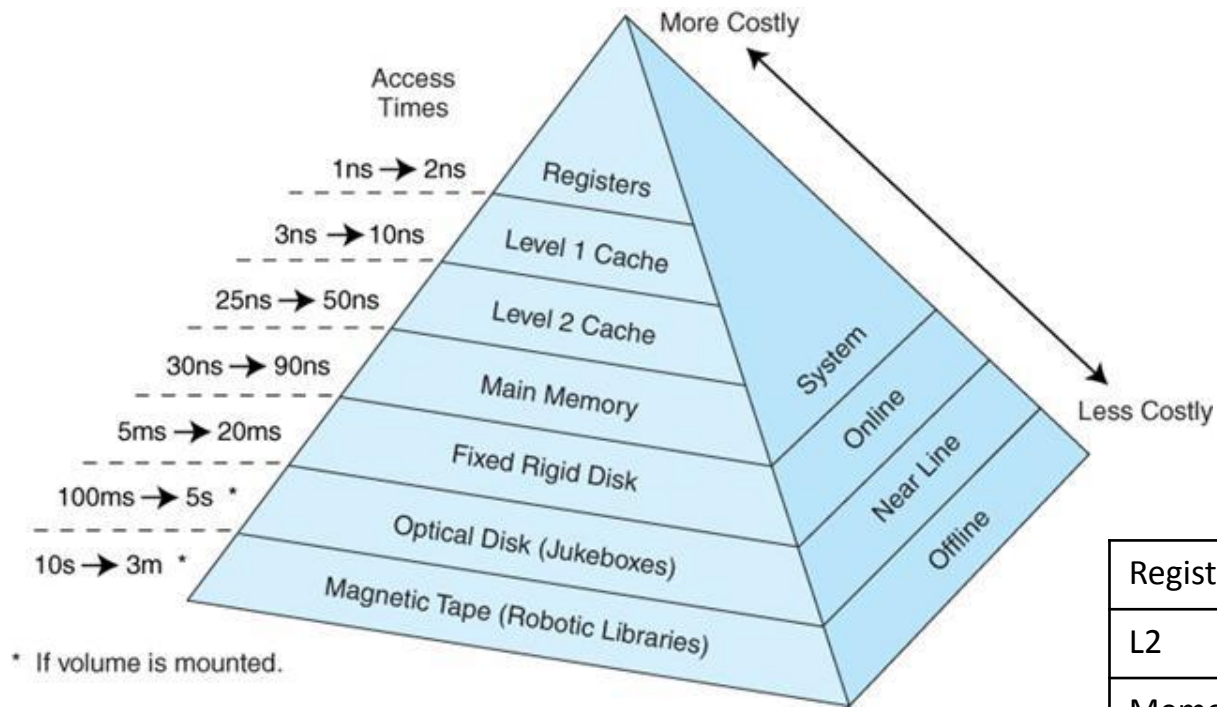 More Costly
Access
Times
1ns → 2ns
Registers
3ns → 10ns
Level 1 Cache
25ns → 50ns
Level 2 Cache
System
30ns → 90ns
Main Memory
Online
Less Costly
5ms → 20ms
Fixed Rigid Disk
Near Line
100ms → 5s *
Optical Disk (Jukeboxes)
Offline
10s → 3m *
Magnetic Tape (Robotic Libraries)
* If volume is mounted.
L2